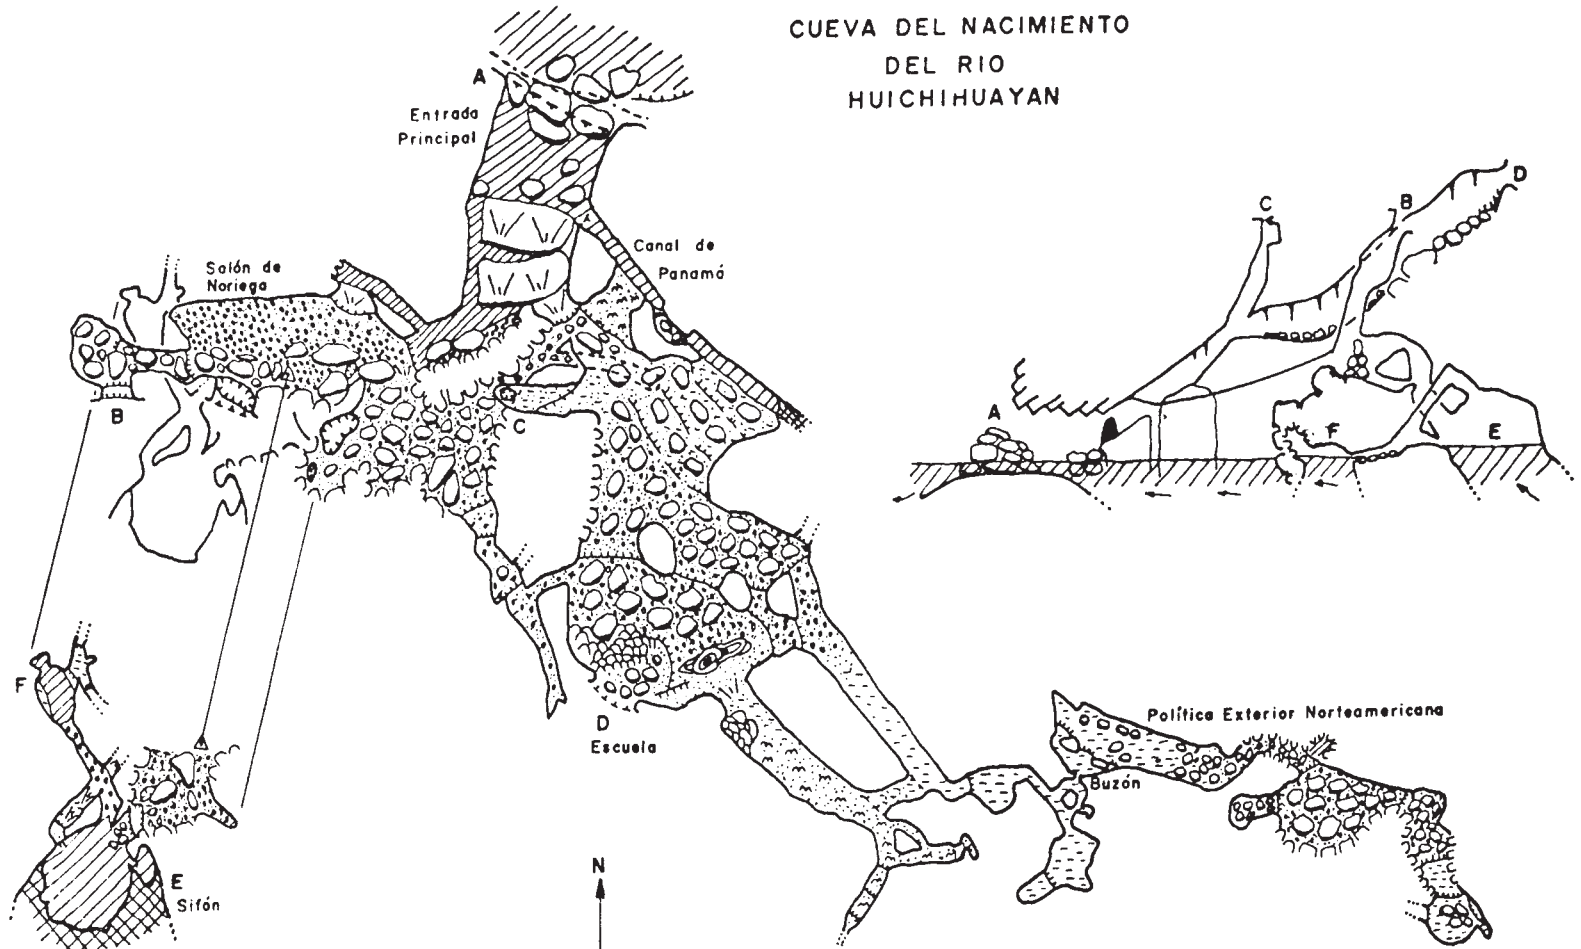 CUEVA DEL NACIMIENTO
DEL RIO
HUICHIHUAYAN
A
Entrada
Principal
Canal de
Panamá
Salón de
Noriega
B
C
D
Escuela
F
E
Sifón
N
Política Exterior Norteamericana
Buzón
C
B
D
A
F
E